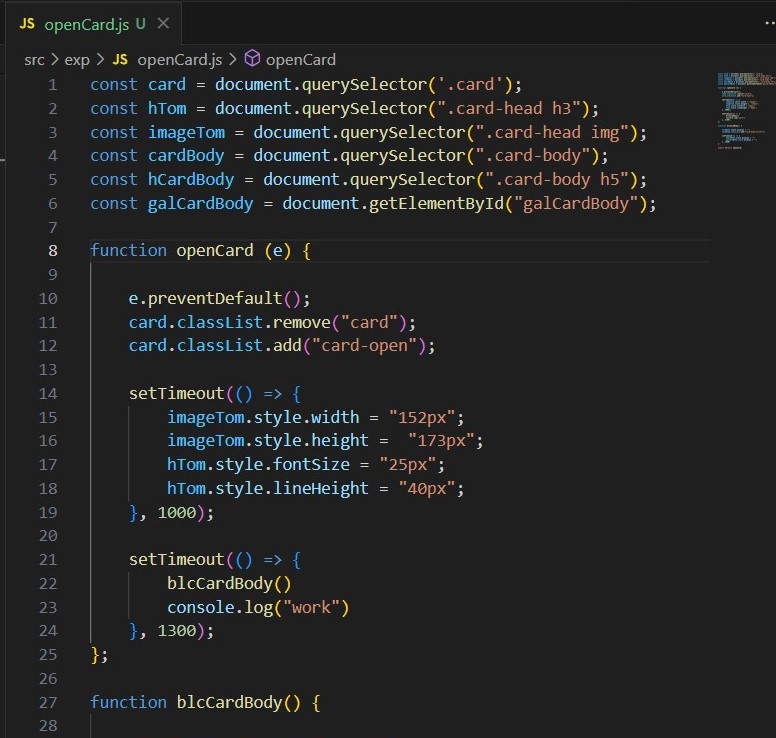 JS openCard.js U
src > exp > JS openCard.js > openCard
1 const card = document.querySelector('.card');
2 const hTom = document.querySelector(".card-head h3");
3 const imageTom = document.querySelector(".card-head img");
4 const cardBody = document.querySelector(".card-body");
5 const hCardBody = document.querySelector(".card-body h5");
6 const galCardBody = document.getElementById("galCardBody");
7
8 function openCard (e) {
9
10     e.preventDefault();
11     card.classList.remove("card");
12     card.classList.add("card-open");
13
14     setTimeout(() => {
15         imageTom.style.width = "152px";
16         imageTom.style.height =  "173px";
17         hTom.style.fontSize = "25px";
18         hTom.style.lineHeight = "40px";
19     }, 1000);
20
21     setTimeout(() => {
22         blcCardBody()
23         console.log("work")
24     }, 1300);
25 };
26
27 function blcCardBody() {
28